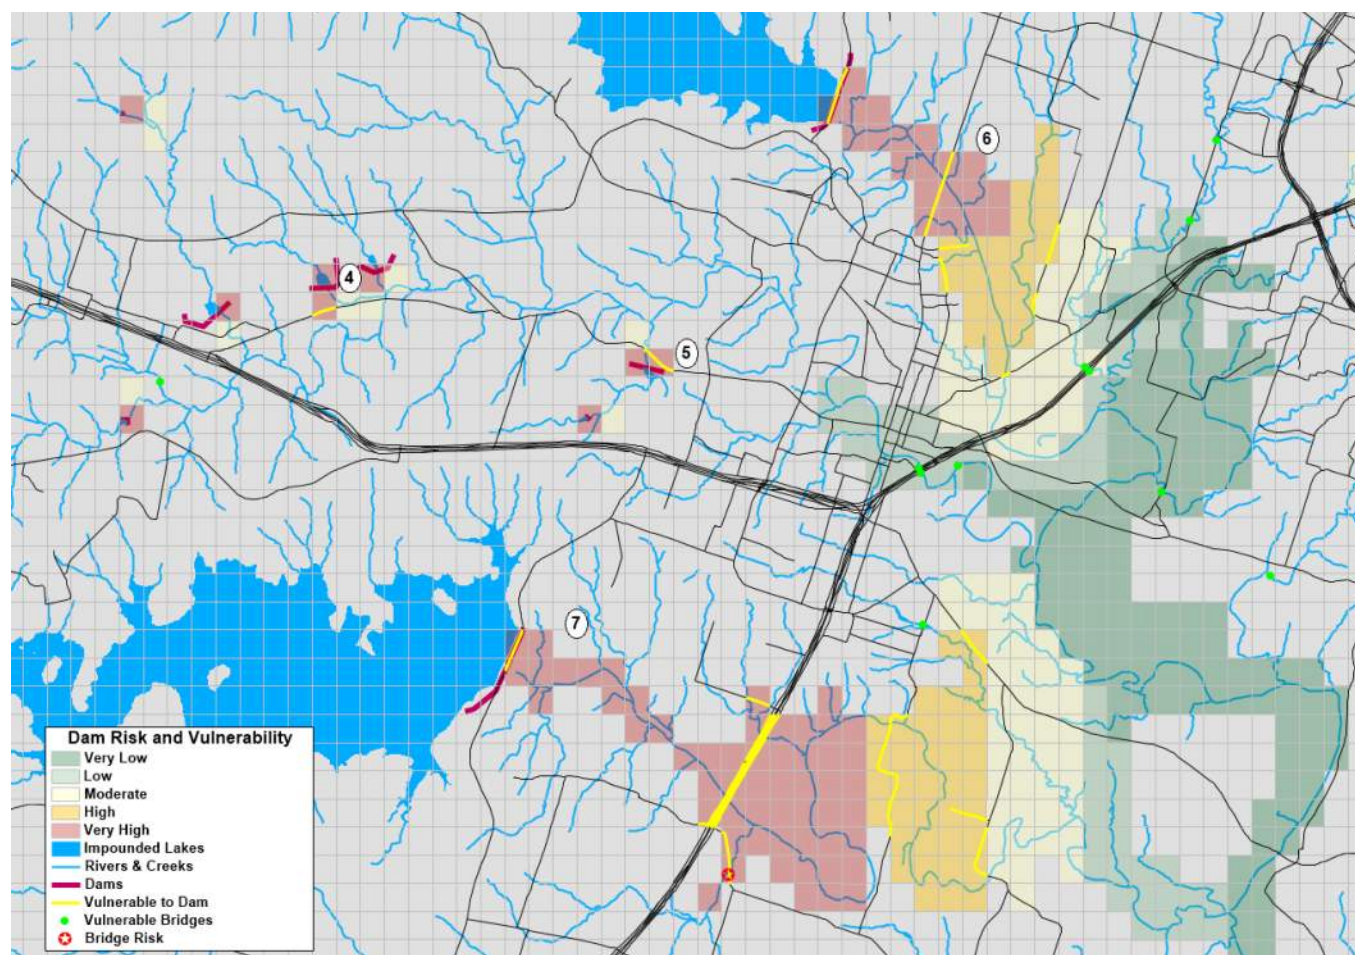 6
4
5
7
Dam Risk and Vulnerability
Very Low
Low
Moderate
High
Very High
Impounded Lakes
Rivers & Creeks
Dams
Vulnerable to Dam
Vulnerable Bridges
Bridge Risk